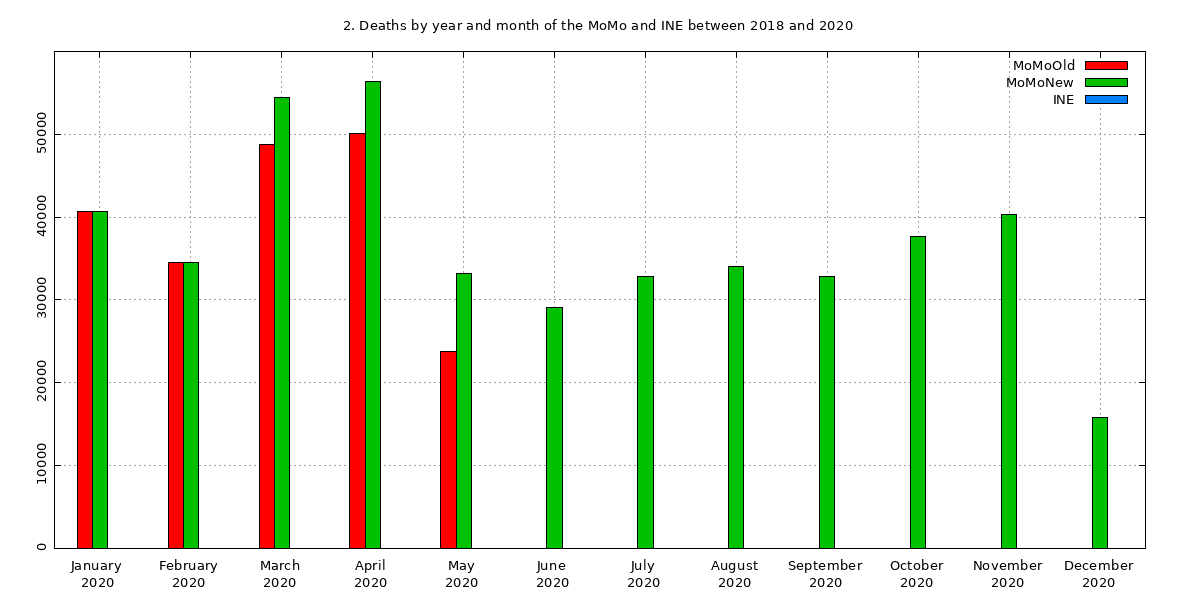 2. Deaths by year and month of the MoMo and INE between 2018 and 2020
MoMoOld
MoMoNew
INE
50000
40000
30000
20000
10000
0
January February March April May June July August September October November December
2020 2020 2020 2020 2020 2020 2020 2020 2020 2020 2020 2020